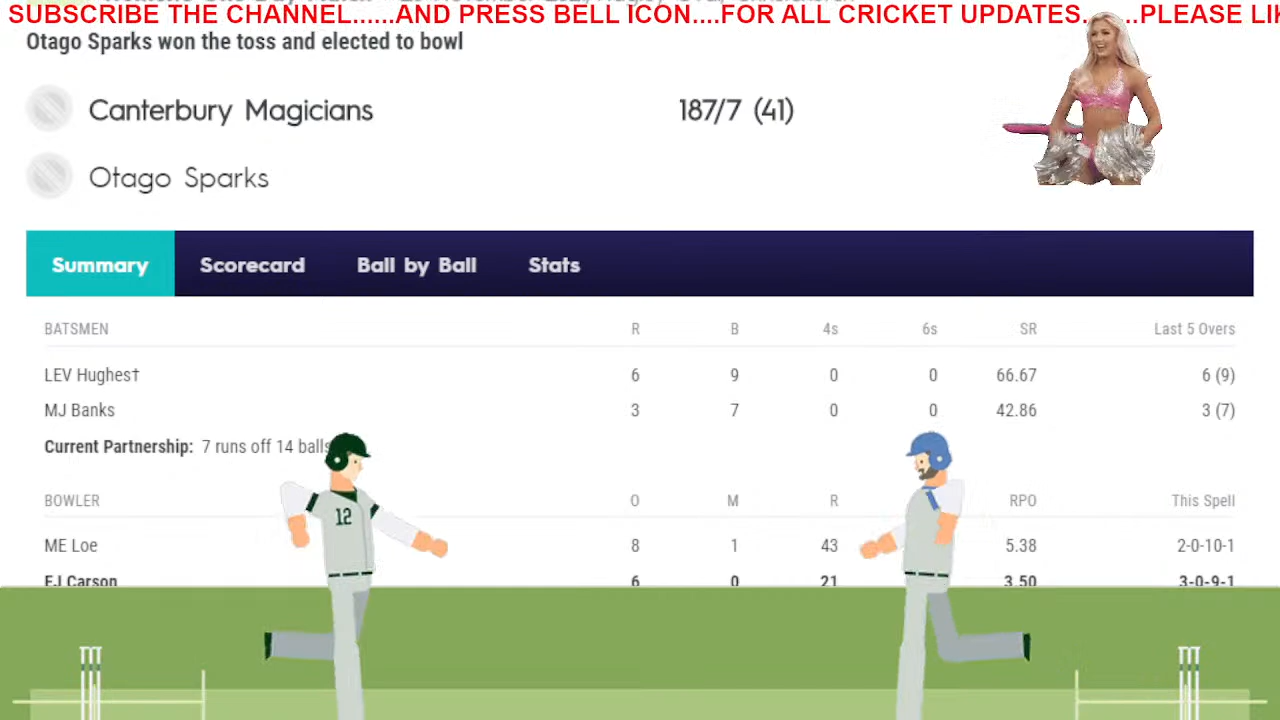 SUBSCRIBE THE CHANNEL......AND PRESS BELL ICON....FOR ALL CRICKET UPDATES. ..PLEASE LIK
Otago Sparks won the toss and elected to bowl
Canterbury Magicians 187/7 (41)
Otago Sparks
Summary Scorecard Ball by Ball Stats
BATSMEN R B 4s 6s SR Last 5 Overs
LEV Hughes† 6 9 0 0 66.67 6 (9)
MJ Banks 3 7 0 0 42.86 3 (7)
Current Partnership: 7 runs off 14 balls
BOWLER O M R RPO This Spell
ME Loe 8 1 43 5.38 2-0-10-1
EJ Carson 6 0 21 3.50 3-0-9-1
12